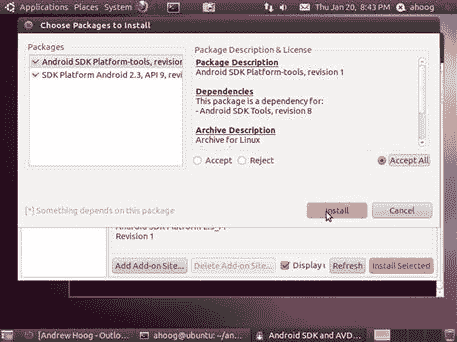 Applications Places System Thu Jan 20, 8:43 PM ahoog
Choose Packages to Install
Packages
Android SDK Platform-tools, revision
SDK Platform Android 2.3, API 9, revi
Package Description & License
Package Description
Android SDK Platform-tools, revision 1
Dependencies
This package is a dependency for:
- Android SDK Tools, revision 8
Archive Description
Archive for Linux
Accept Reject Accept All
[*] Something depends on this package
Install Cancel
Revision 1
Add Add-on Site... Delete Add-on Site... Display Refresh Install Selected
[Andrew Hoog - Outlo... ahoog@ubuntu: ~/an... Android SDK and AVD...